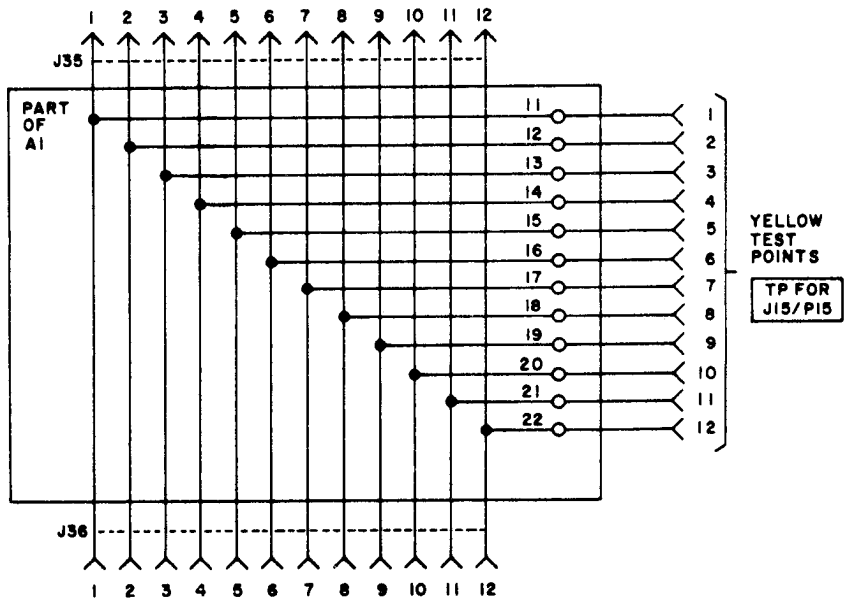 1 2 3 4 5 6 7 8 9 10 11 12
J35
PART
OF
A1
11 1
12 2
13 3
14 4
15 5
16 6
17 7
18 8
19 9
20 10
21 11
22 12
YELLOW
TEST
POINTS
TP FOR
J15/P15
J36
1 2 3 4 5 6 7 8 9 10 11 12